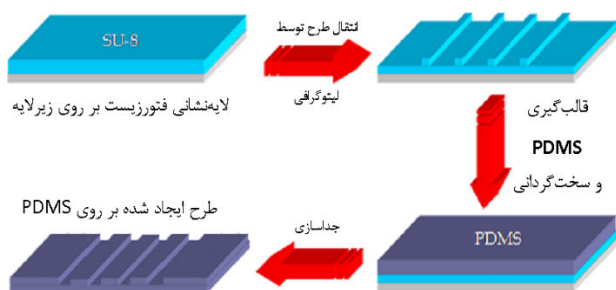 SU-8
انتقال طرح توسط
لیتوگرافی
لایه‌نشانی فتورزیست بر روی زیرلایه
قالب‌گیری
PDMS
و سخت‌گردانی
PDMS
جداسازی
طرح ایجاد شده بر روی PDMS